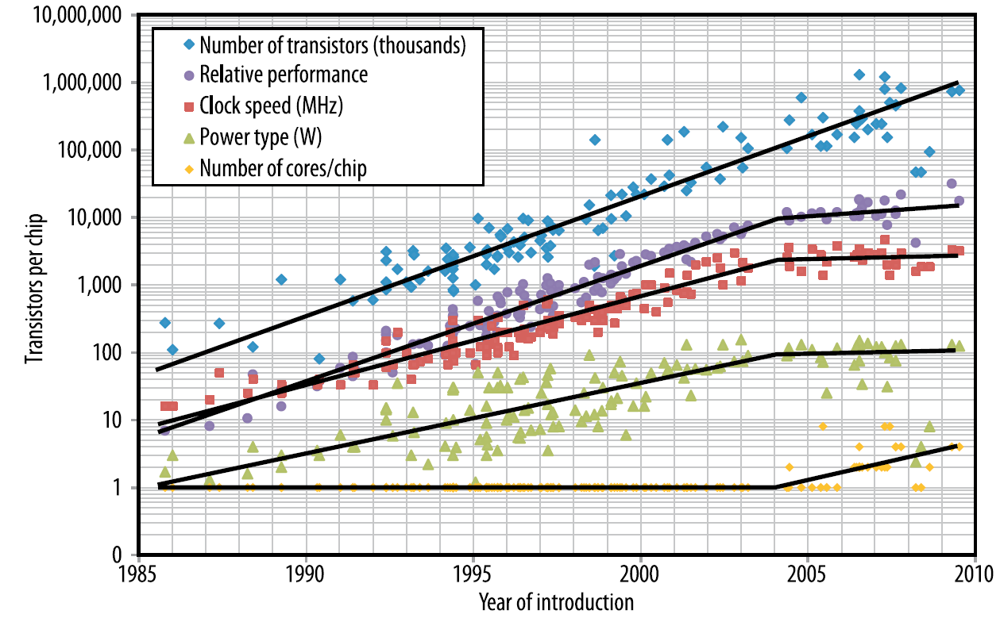 10,000,000
1,000,000
100,000
10,000
1,000
100
10
1
0
Transistors per chip
Number of transistors (thousands)
Relative performance
Clock speed (MHz)
Power type (W)
Number of cores/chip
1985
1990
1995
2000
2005
2010
Year of introduction